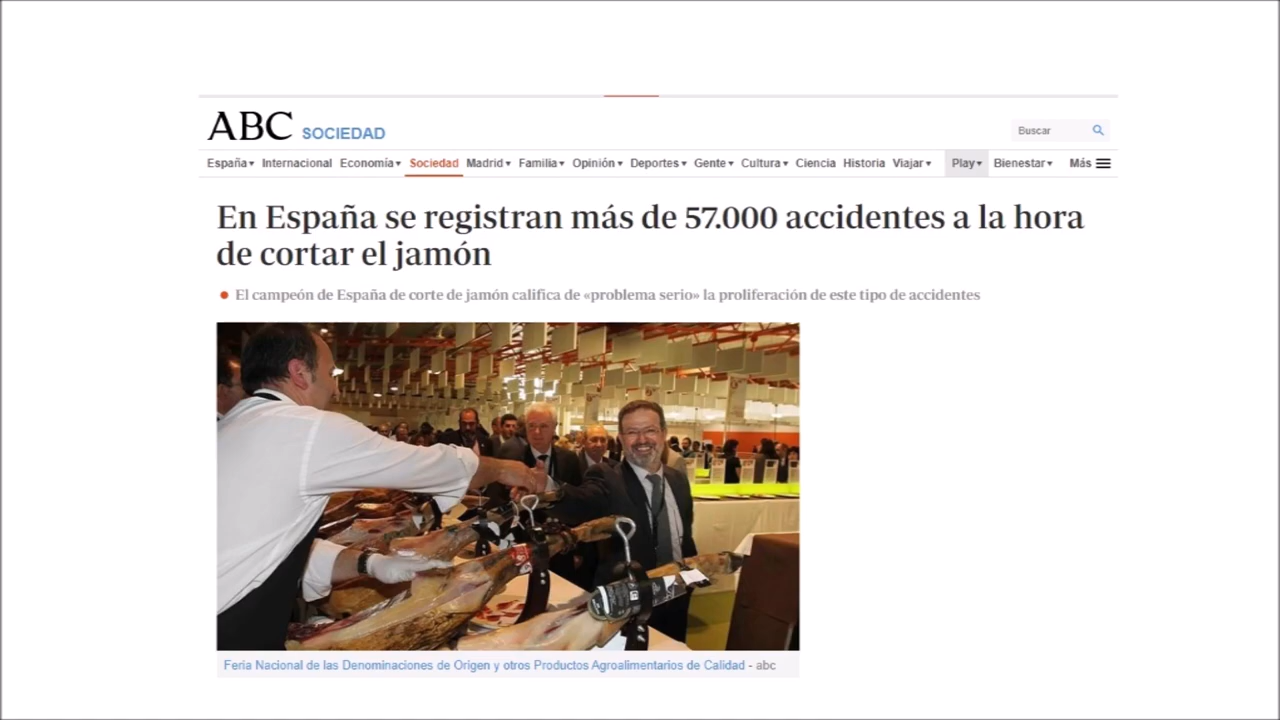 ABC SOCIEDAD
Buscar
España Internacional Economía Sociedad Madrid Familia Opinión Deportes Gente Cultura Ciencia Historia Viajar Play Bienestar Más
En España se registran más de 57.000 accidentes a la hora
de cortar el jamón
El campeón de España de corte de jamón califica de «problema serio» la proliferación de este tipo de accidentes
Feria Nacional de las Denominaciones de Origen y otros Productos Agroalimentarios de Calidad - abc